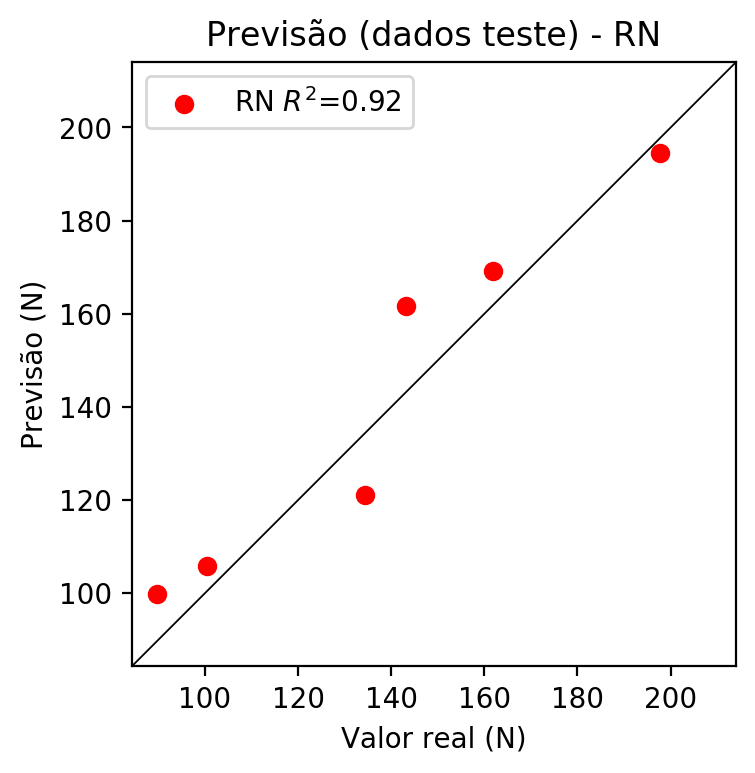 Previsão (dados teste) - RN
RN R²=0.92
200
180
160
140
120
100
Previsão (N)
100 120 140 160 180 200
Valor real (N)